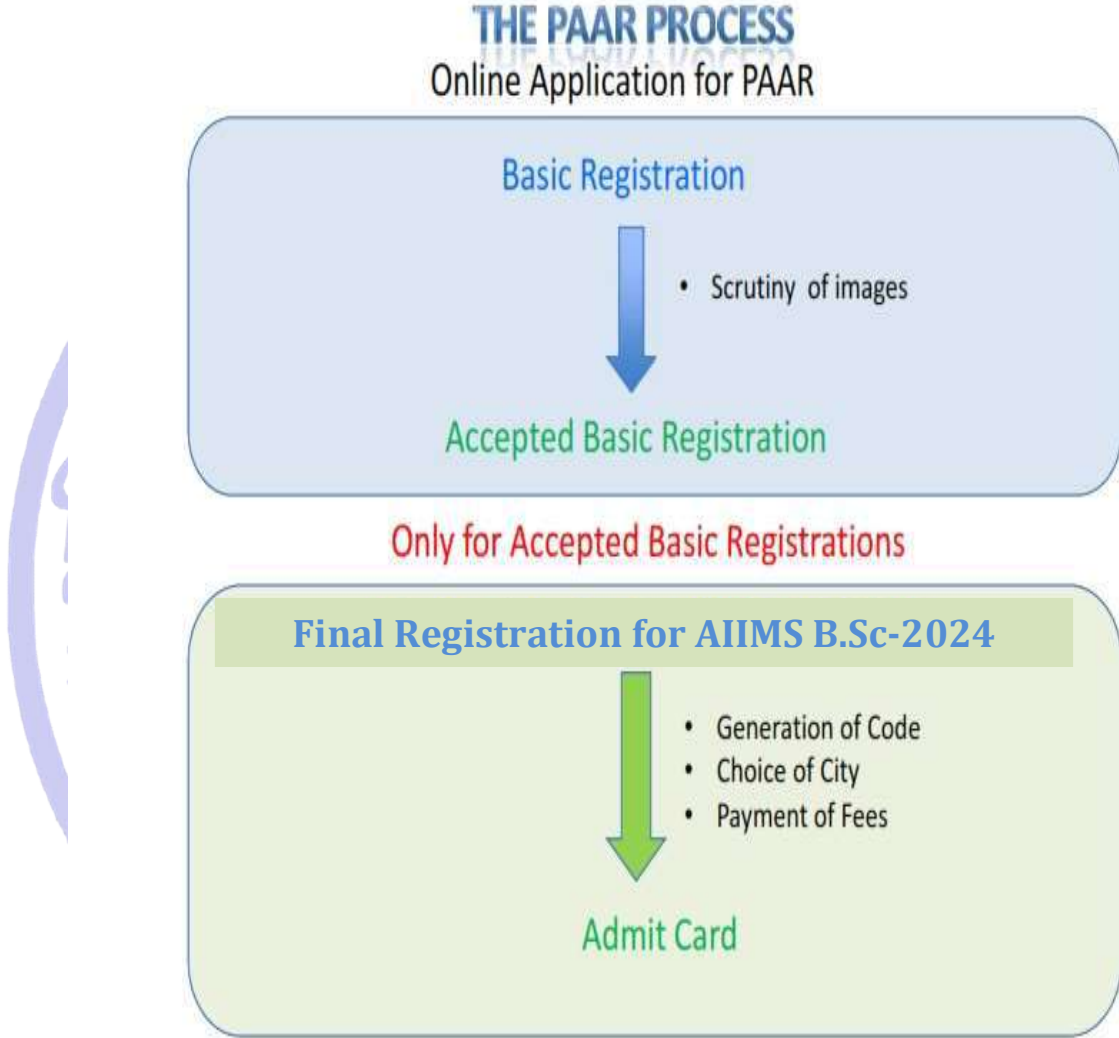 THE PAAR PROCESS
Online Application for PAAR
Basic Registration
• Scrutiny of images
Accepted Basic Registration
Only for Accepted Basic Registrations
Final Registration for AIIMS B.Sc-2024
• Generation of Code
• Choice of City
• Payment of Fees
Admit Card